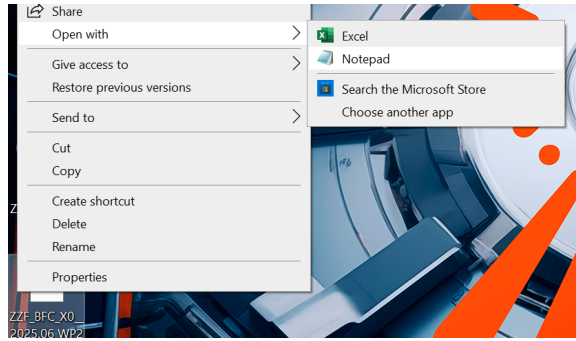 Share
Open with
Excel
Notepad
Search the Microsoft Store
Choose another app
Give access to
Restore previous versions
Send to
Cut
Copy
Create shortcut
Delete
Rename
Properties
ZZF_BFC_X0_
2025.06 WP2